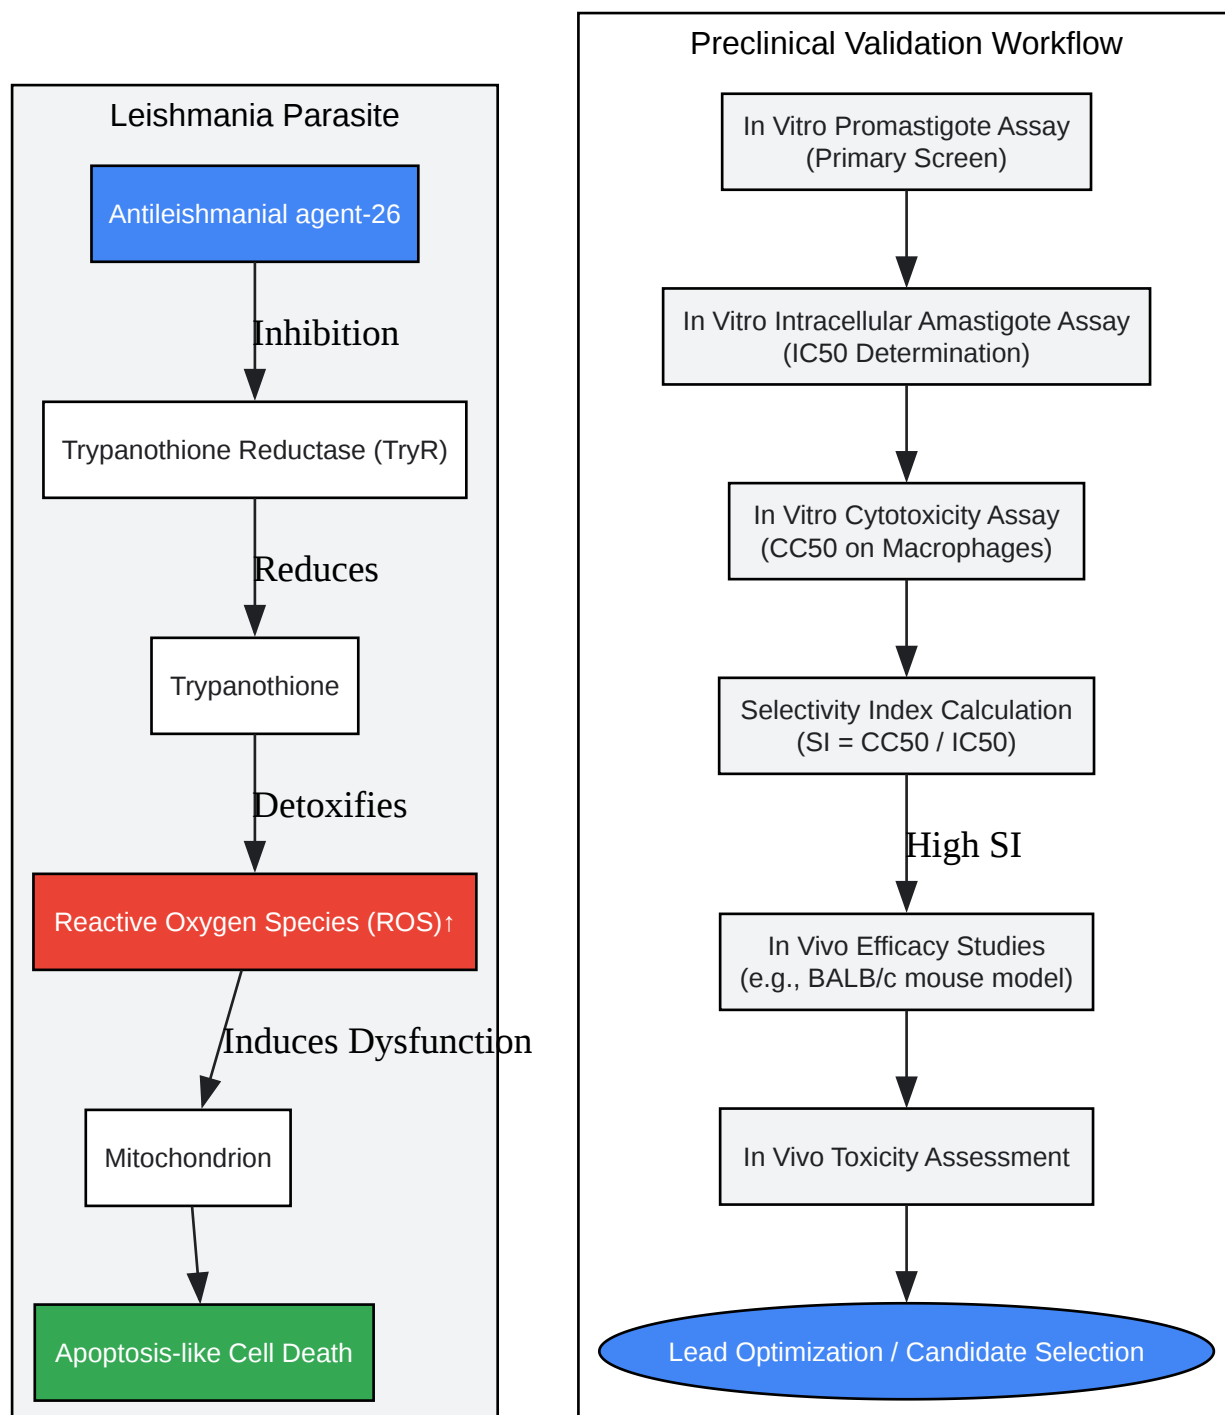 Leishmania Parasite
Antileishmanial agent-26
Inhibition
Trypanothione Reductase (TryR)
Reduces
Trypanothione
Detoxifies
Reactive Oxygen Species (ROS)↑
Induces Dysfunction
Mitochondrion
Apoptosis-like Cell Death
Preclinical Validation Workflow
In Vitro Promastigote Assay
(Primary Screen)
In Vitro Intracellular Amastigote Assay
(IC50 Determination)
In Vitro Cytotoxicity Assay
(CC50 on Macrophages)
Selectivity Index Calculation
(SI = CC50 / IC50)
High SI
In Vivo Efficacy Studies
(e.g., BALB/c mouse model)
In Vivo Toxicity Assessment
Lead Optimization / Candidate Selection